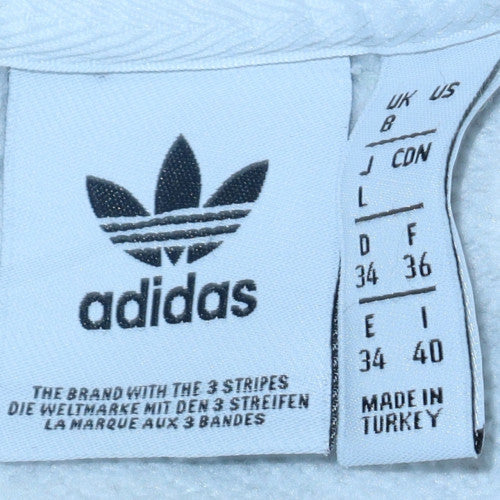 adidas
THE BRAND WITH THE 3 STRIPES
DIE WELTMARKE MIT DEN 3 STREIFEN
LA MARQUE AUX 3 BANDES
UK US
8
J CDN
L
D F
34 36
E I
34 40
MADE IN
TURKEY